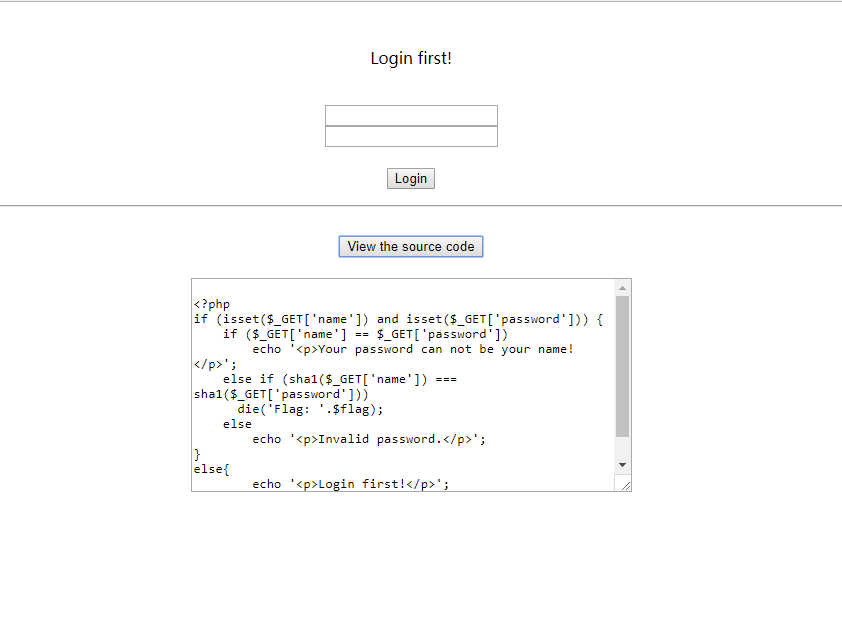 Login first!
Login
View the source code
<?php
if (isset($_GET['name']) and isset($_GET['password'])) {
    if ($_GET['name'] == $_GET['password'])
        echo '<p>Your password can not be your name!
</p>';
    else if (sha1($_GET['name']) ===
sha1($_GET['password']))
      die('Flag: '.$flag);
    else
        echo '<p>Invalid password.</p>';
}
else{
        echo '<p>Login first!</p>';